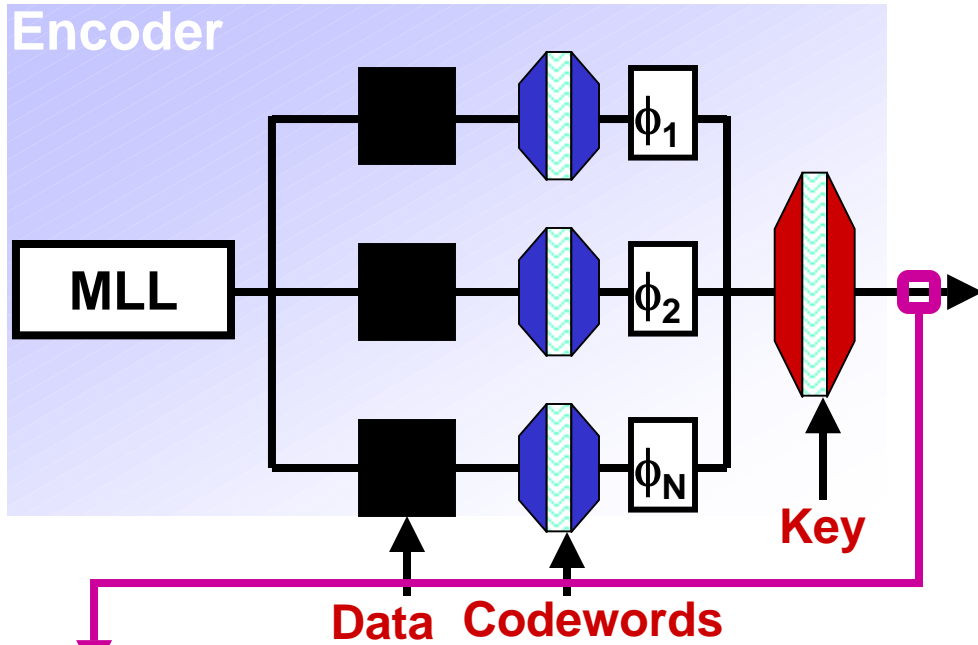 Encoder
ϕ1
MLL
ϕ2
ϕN
Key
Data
Codewords